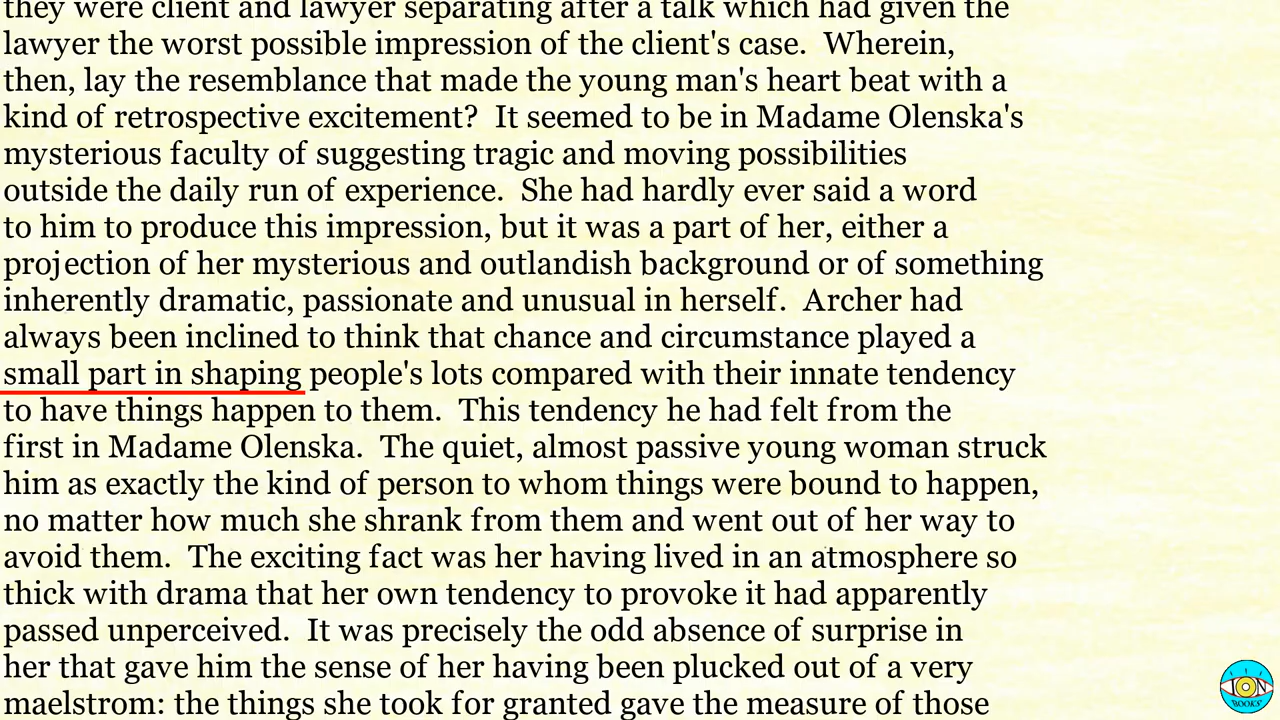 they were client and lawyer separating after a talk which had given the
lawyer the worst possible impression of the client's case.  Wherein,
then, lay the resemblance that made the young man's heart beat with a
kind of retrospective excitement?  It seemed to be in Madame Olenska's
mysterious faculty of suggesting tragic and moving possibilities
outside the daily run of experience.  She had hardly ever said a word
to him to produce this impression, but it was a part of her, either a
projection of her mysterious and outlandish background or of something
inherently dramatic, passionate and unusual in herself.  Archer had
always been inclined to think that chance and circumstance played a
small part in shaping people's lots compared with their innate tendency
to have things happen to them.  This tendency he had felt from the
first in Madame Olenska.  The quiet, almost passive young woman struck
him as exactly the kind of person to whom things were bound to happen,
no matter how much she shrank from them and went out of her way to
avoid them.  The exciting fact was her having lived in an atmosphere so
thick with drama that her own tendency to provoke it had apparently
passed unperceived.  It was precisely the odd absence of surprise in
her that gave him the sense of her having been plucked out of a very
maelstrom: the things she took for granted gave the measure of those
ION
BOOKS